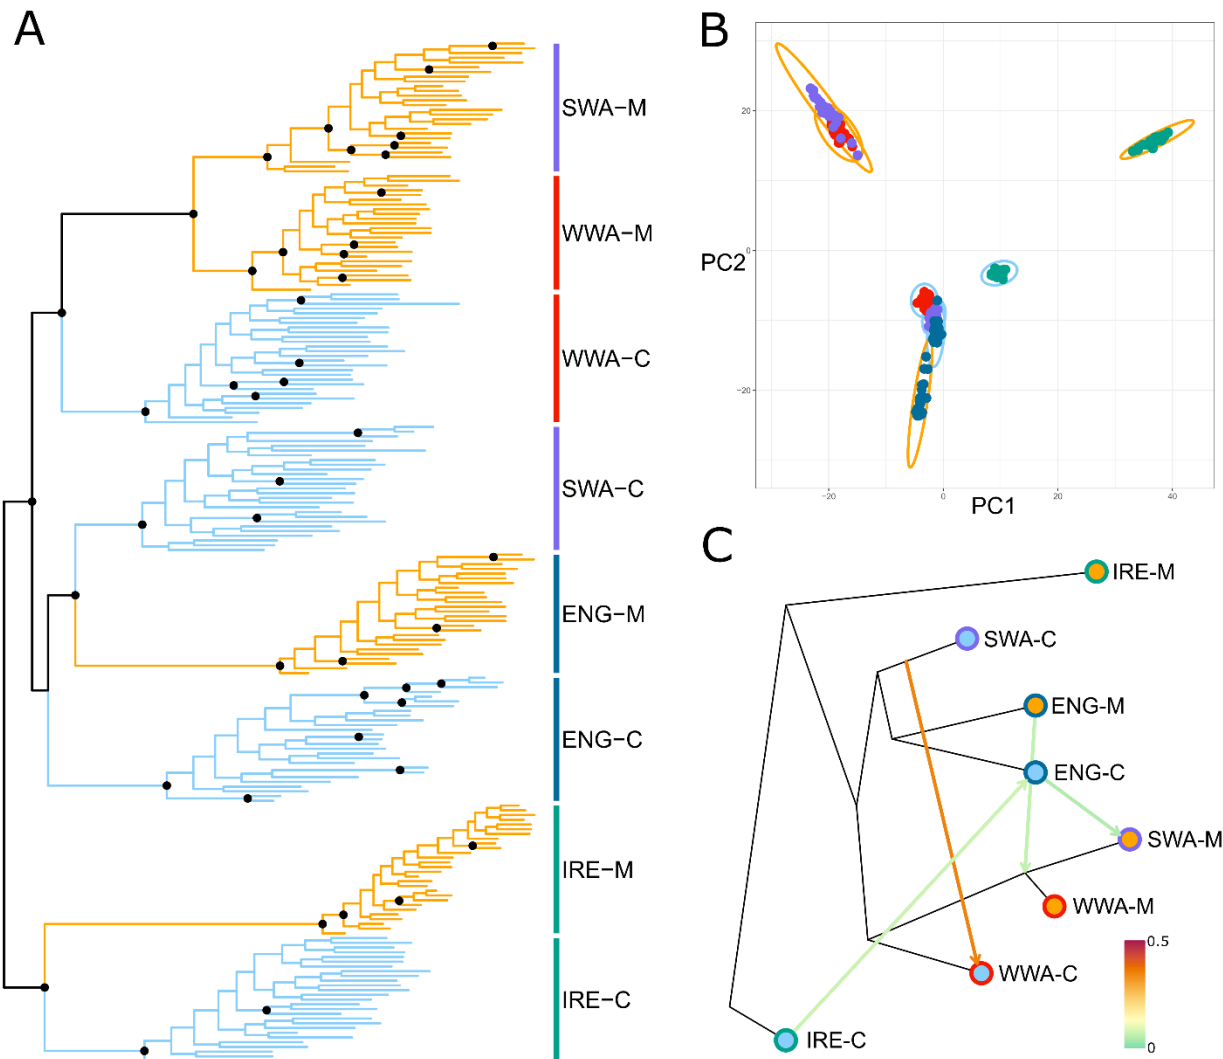 A
SWA−M
WWA−M
WWA−C
SWA−C
ENG−M
ENG−C
IRE−M
IRE−C
B
PC2
20
0
−20
−20
0
20
40
PC1
C
IRE-M
SWA-C
ENG-M
ENG-C
SWA-M
WWA-M
WWA-C
IRE-C
0.5
0